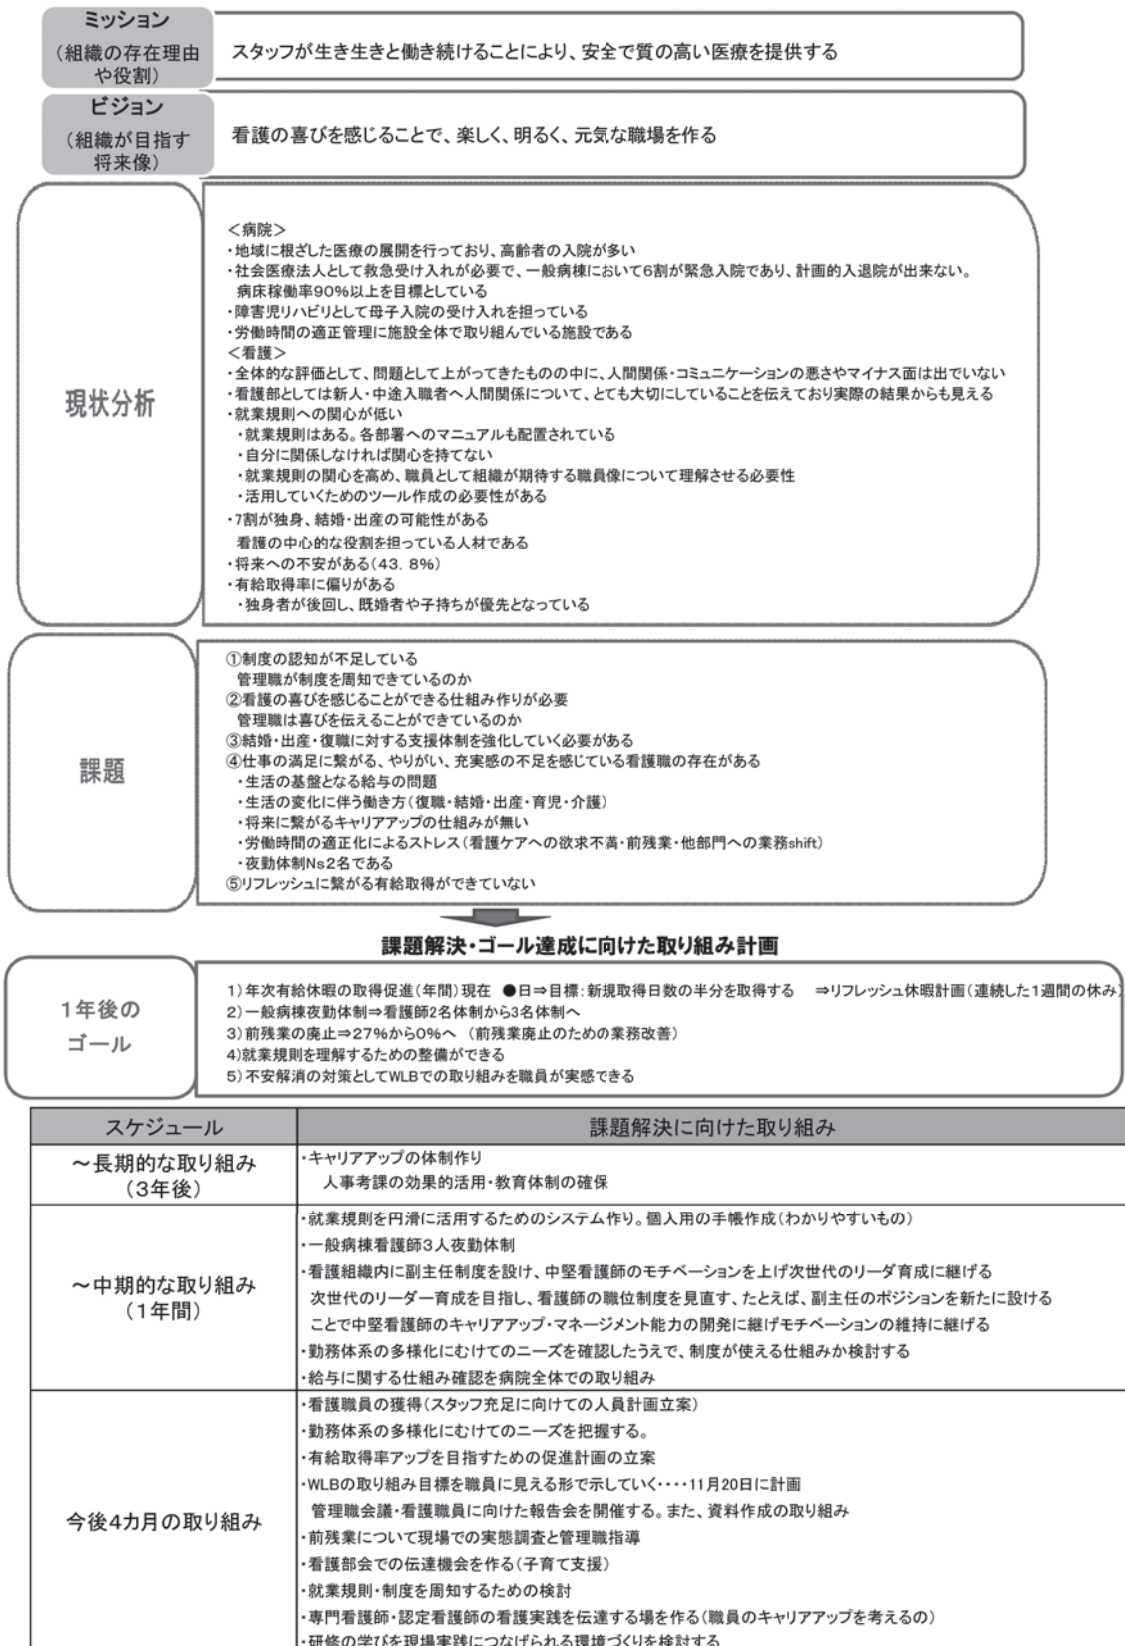 ミッション
(組織の存在理由
や役割)
スタッフが生き生きと働き続けることにより、安全で質の高い医療を提供する
ビジョン
(組織が目指す
将来像)
看護の喜びを感じることで、楽しく、明るく、元気な職場を作る
現状分析
＜病院＞
・地域に根ざした医療の展開を行っており、高齢者の入院が多い
・社会医療法人として救急受け入れが必要で、一般病棟において6割が緊急入院であり、計画的入退院が出来ない。
病床稼働率90%以上を目標としている
・障害児リハビリとして母子入院の受け入れを担っている
・労働時間の適正管理に施設全体で取り組んでいる施設である
＜看護＞
・全体的な評価として、問題として上がってきたものの中に、人間関係・コミュニケーションの悪さやマイナス面は出でいない
・看護部としては新人・中途入職者へ人間関係について、とても大切にしていることを伝えており実際の結果からも見える
・就業規則への関心が低い
・就業規則はある。各部署へのマニュアルも配置されている
・自分に関係しなければ関心を持てない
・就業規則の関心を高め、職員として組織が期待する職員像について理解させる必要性
・活用していくためのツール作成の必要性がある
・7割が独身、結婚・出産の可能性がある
看護の中心的な役割を担っている人材である
・将来への不安がある(43.8%)
・有給取得率に偏りがある
・独身者が後回し、既婚者や子持ちが優先となっている
課題
①制度の認知が不足している
管理職が制度を周知できているのか
②看護の喜びを感じることができる仕組み作りが必要
管理職は喜びを伝えることができているのか
③結婚・出産・復職に対する支援体制を強化していく必要がある
④仕事の満足に繋がる、やりがい、充実感の不足を感じている看護職の存在がある
・生活の基盤となる給与の問題
・生活の変化に伴う働き方(復職・結婚・出産・育児・介護)
・将来に繋がるキャリアアップの仕組みが無い
・労働時間の適正化によるストレス(看護ケアへの欲求不満・前残業・他部門への業務shift)
・夜勤体制Ns2名である
⑤リフレッシュに繋がる有給取得ができていない
課題解決・ゴール達成に向けた取り組み計画
1年後の
ゴール
1)年次有給休暇の取得促進(年間)現在 ●日⇒目標:新規取得日数の半分を取得する ⇒リフレッシュ休暇計画(連続した1週間の休み)
2)一般病棟夜勤体制⇒看護師2名体制から3名体制へ
3)前残業の廃止⇒27%から0%へ (前残業廃止のための業務改善)
4)就業規則を理解するための整備ができる
5)不安解消の対策としてWLBでの取り組みを職員が実感できる
スケジュール
課題解決に向けた取り組み
～長期的な取り組み
(3年後)
・キャリアアップの体制作り
人事考課の効果的活用・教育体制の確保
～中期的な取り組み
(1年間)
・就業規則を円滑に活用するためのシステム作り。個人用の手帳作成(わかりやすいもの)
・一般病棟看護師3人夜勤体制
・看護組織内に副主任制度を設け、中堅看護師のモチベーションを上げ次世代のリーダ育成に継げる
次世代のリーダー育成を目指し、看護師の職位制度を見直す、たとえば、副主任のポジションを新たに設ける
ことで中堅看護師のキャリアアップ・マネージメント能力の開発に継げモチベーションの維持に継げる
・勤務体系の多様化にむけてのニーズを確認したうえで、制度が使える仕組みか検討する
・給与に関する仕組み確認を病院全体での取り組み
今後4カ月の取り組み
・看護職員の獲得(スタッフ充足に向けての人員計画立案)
・勤務体系の多様化にむけてのニーズを把握する。
・有給取得率アップを目指すための促進計画の立案
・WLBの取り組み目標を職員に見える形で示していく・・・・11月20日に計画
管理職会議・看護職員に向けた報告会を開催する。また、資料作成の取り組み
・前残業について現場での実態調査と管理職指導
・看護部会での伝達機会を作る(子育て支援)
・就業規則・制度を周知するための検討
・専門看護師・認定看護師の看護実践を伝達する場を作る(職員のキャリアアップを考えるの)
・研修の学びを現場実践につなげられる環境づくりを検討する